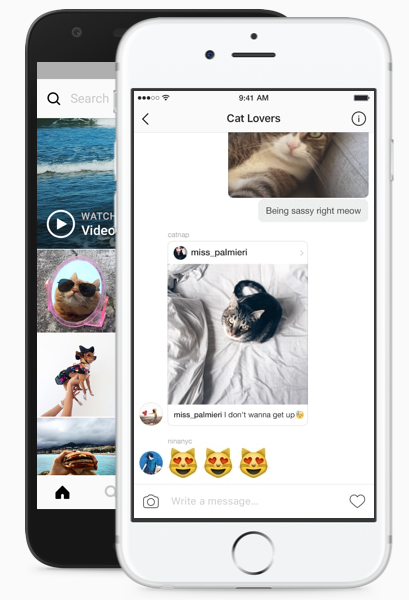 Search
WATCH
Video
9:41 AM
Cat Lovers
Being sassy right meow
catnap
miss_palmieri
miss_palmieri I don't wanna get up😴
ninanyc
😻😻😻
Write a message...